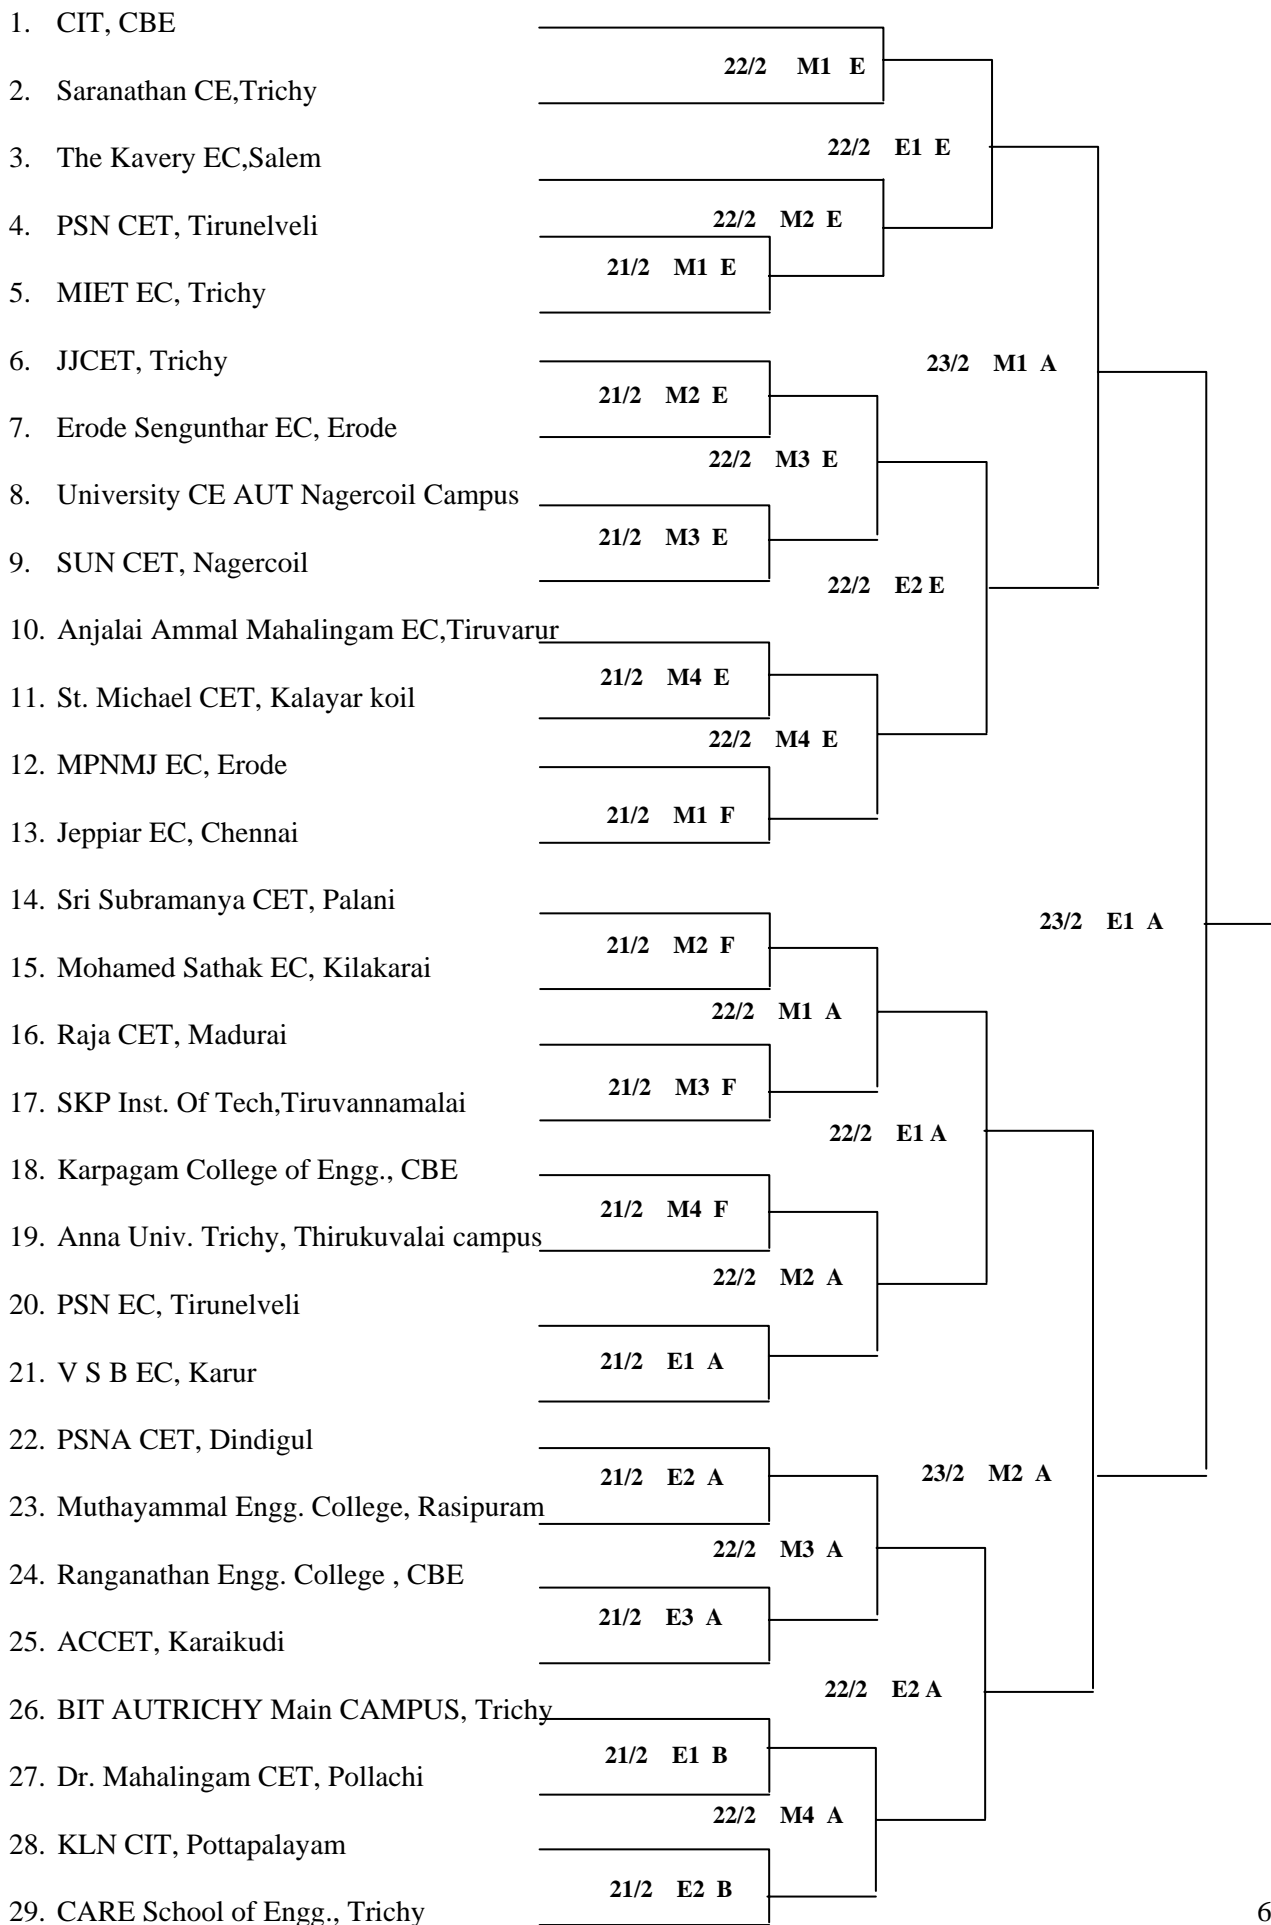 1. CIT, CBE
22/2 M1 E
2. Saranathan CE,Trichy
22/2 E1 E
3. The Kavery EC,Salem
22/2 M2 E
4. PSN CET, Tirunelveli
21/2 M1 E
5. MIET EC, Trichy
6. JJCET, Trichy
23/2 M1 A
21/2 M2 E
7. Erode Sengunthar EC, Erode
22/2 M3 E
8. University CE AUT Nagercoil Campus
21/2 M3 E
9. SUN CET, Nagercoil
22/2 E2 E
10. Anjalai Ammal Mahalingam EC,Tiruvarur
21/2 M4 E
11. St. Michael CET, Kalayar koil
22/2 M4 E
12. MPNMJ EC, Erode
21/2 M1 F
13. Jeppiar EC, Chennai
14. Sri Subramanya CET, Palani
23/2 E1 A
21/2 M2 F
15. Mohamed Sathak EC, Kilakarai
22/2 M1 A
16. Raja CET, Madurai
21/2 M3 F
17. SKP Inst. Of Tech,Tiruvannamalai
22/2 E1 A
18. Karpagam College of Engg., CBE
21/2 M4 F
19. Anna Univ. Trichy, Thirukuvalai campus
22/2 M2 A
20. PSN EC, Tirunelveli
21/2 E1 A
21. V S B EC, Karur
22. PSNA CET, Dindigul
23/2 M2 A
21/2 E2 A
23. Muthayammal Engg. College, Rasipuram
22/2 M3 A
24. Ranganathan Engg. College , CBE
21/2 E3 A
25. ACCET, Karaikudi
22/2 E2 A
26. BIT AUTRICHY Main CAMPUS, Trichy
21/2 E1 B
27. Dr. Mahalingam CET, Pollachi
22/2 M4 A
28. KLN CIT, Pottapalayam
21/2 E2 B
29. CARE School of Engg., Trichy
6